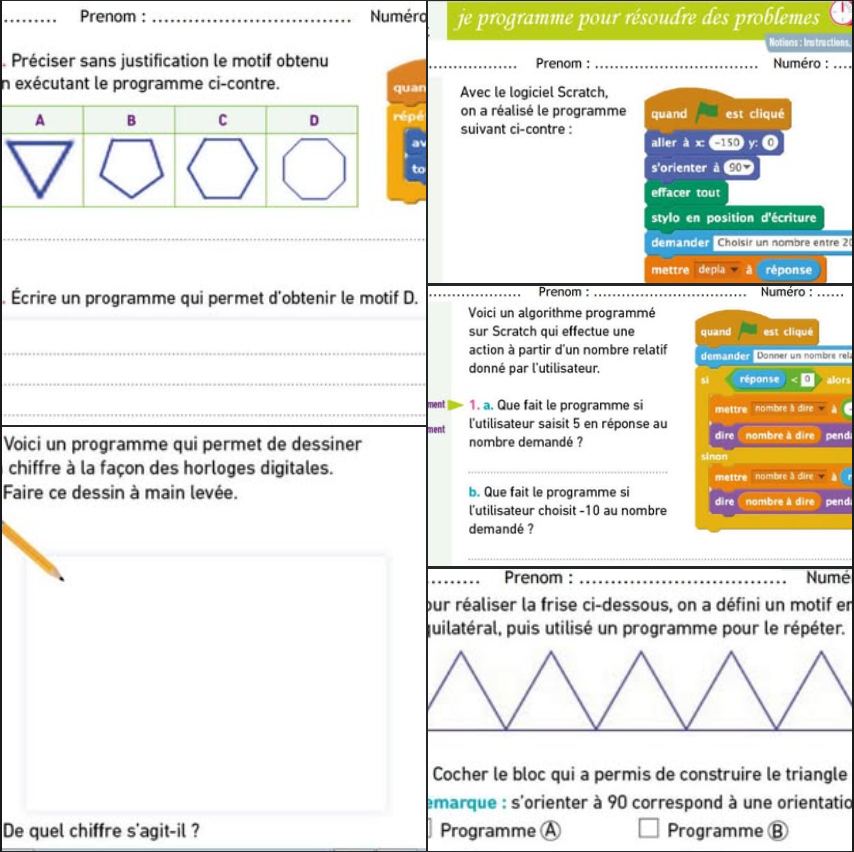 Prenom : Numéro
Préciser sans justification le motif obtenu
n exécutant le programme ci-contre.
A B C D
quan
répé
av
to
Écrire un programme qui permet d'obtenir le motif D.
Voici un programme qui permet de dessiner
chiffre à la façon des horloges digitales.
Faire ce dessin à main levée.
De quel chiffre s'agit-il ?
je programme pour résoudre des problemes
Notions : Instructions,
Prenom : Numéro :
Avec le logiciel Scratch,
on a réalisé le programme
suivant ci-contre :
quand est cliqué
aller à x: -150 y: 0
s'orienter à 90
effacer tout
stylo en position d'écriture
demander Choisir un nombre entre 20
mettre depla à réponse
Prenom : Numéro :
Voici un algorithme programmé
sur Scratch qui effectue une
action à partir d'un nombre relatif
donné par l'utilisateur.
ment 1. a. Que fait le programme si
ment l'utilisateur saisit 5 en réponse au
nombre demandé ?
b. Que fait le programme si
l'utilisateur choisit -10 au nombre
demandé ?
quand est cliqué
demander Donner un nombre rela
si réponse < 0 alors
mettre nombre à dire à -
dire nombre à dire penda
sinon
mettre nombre à dire à r
dire nombre à dire penda
Prenom : Numé
our réaliser la frise ci-dessous, on a défini un motif en
quilatéral, puis utilisé un programme pour le répéter.
Cocher le bloc qui a permis de construire le triangle
emarque : s'orienter à 90 correspond à une orientatio
Programme A Programme B